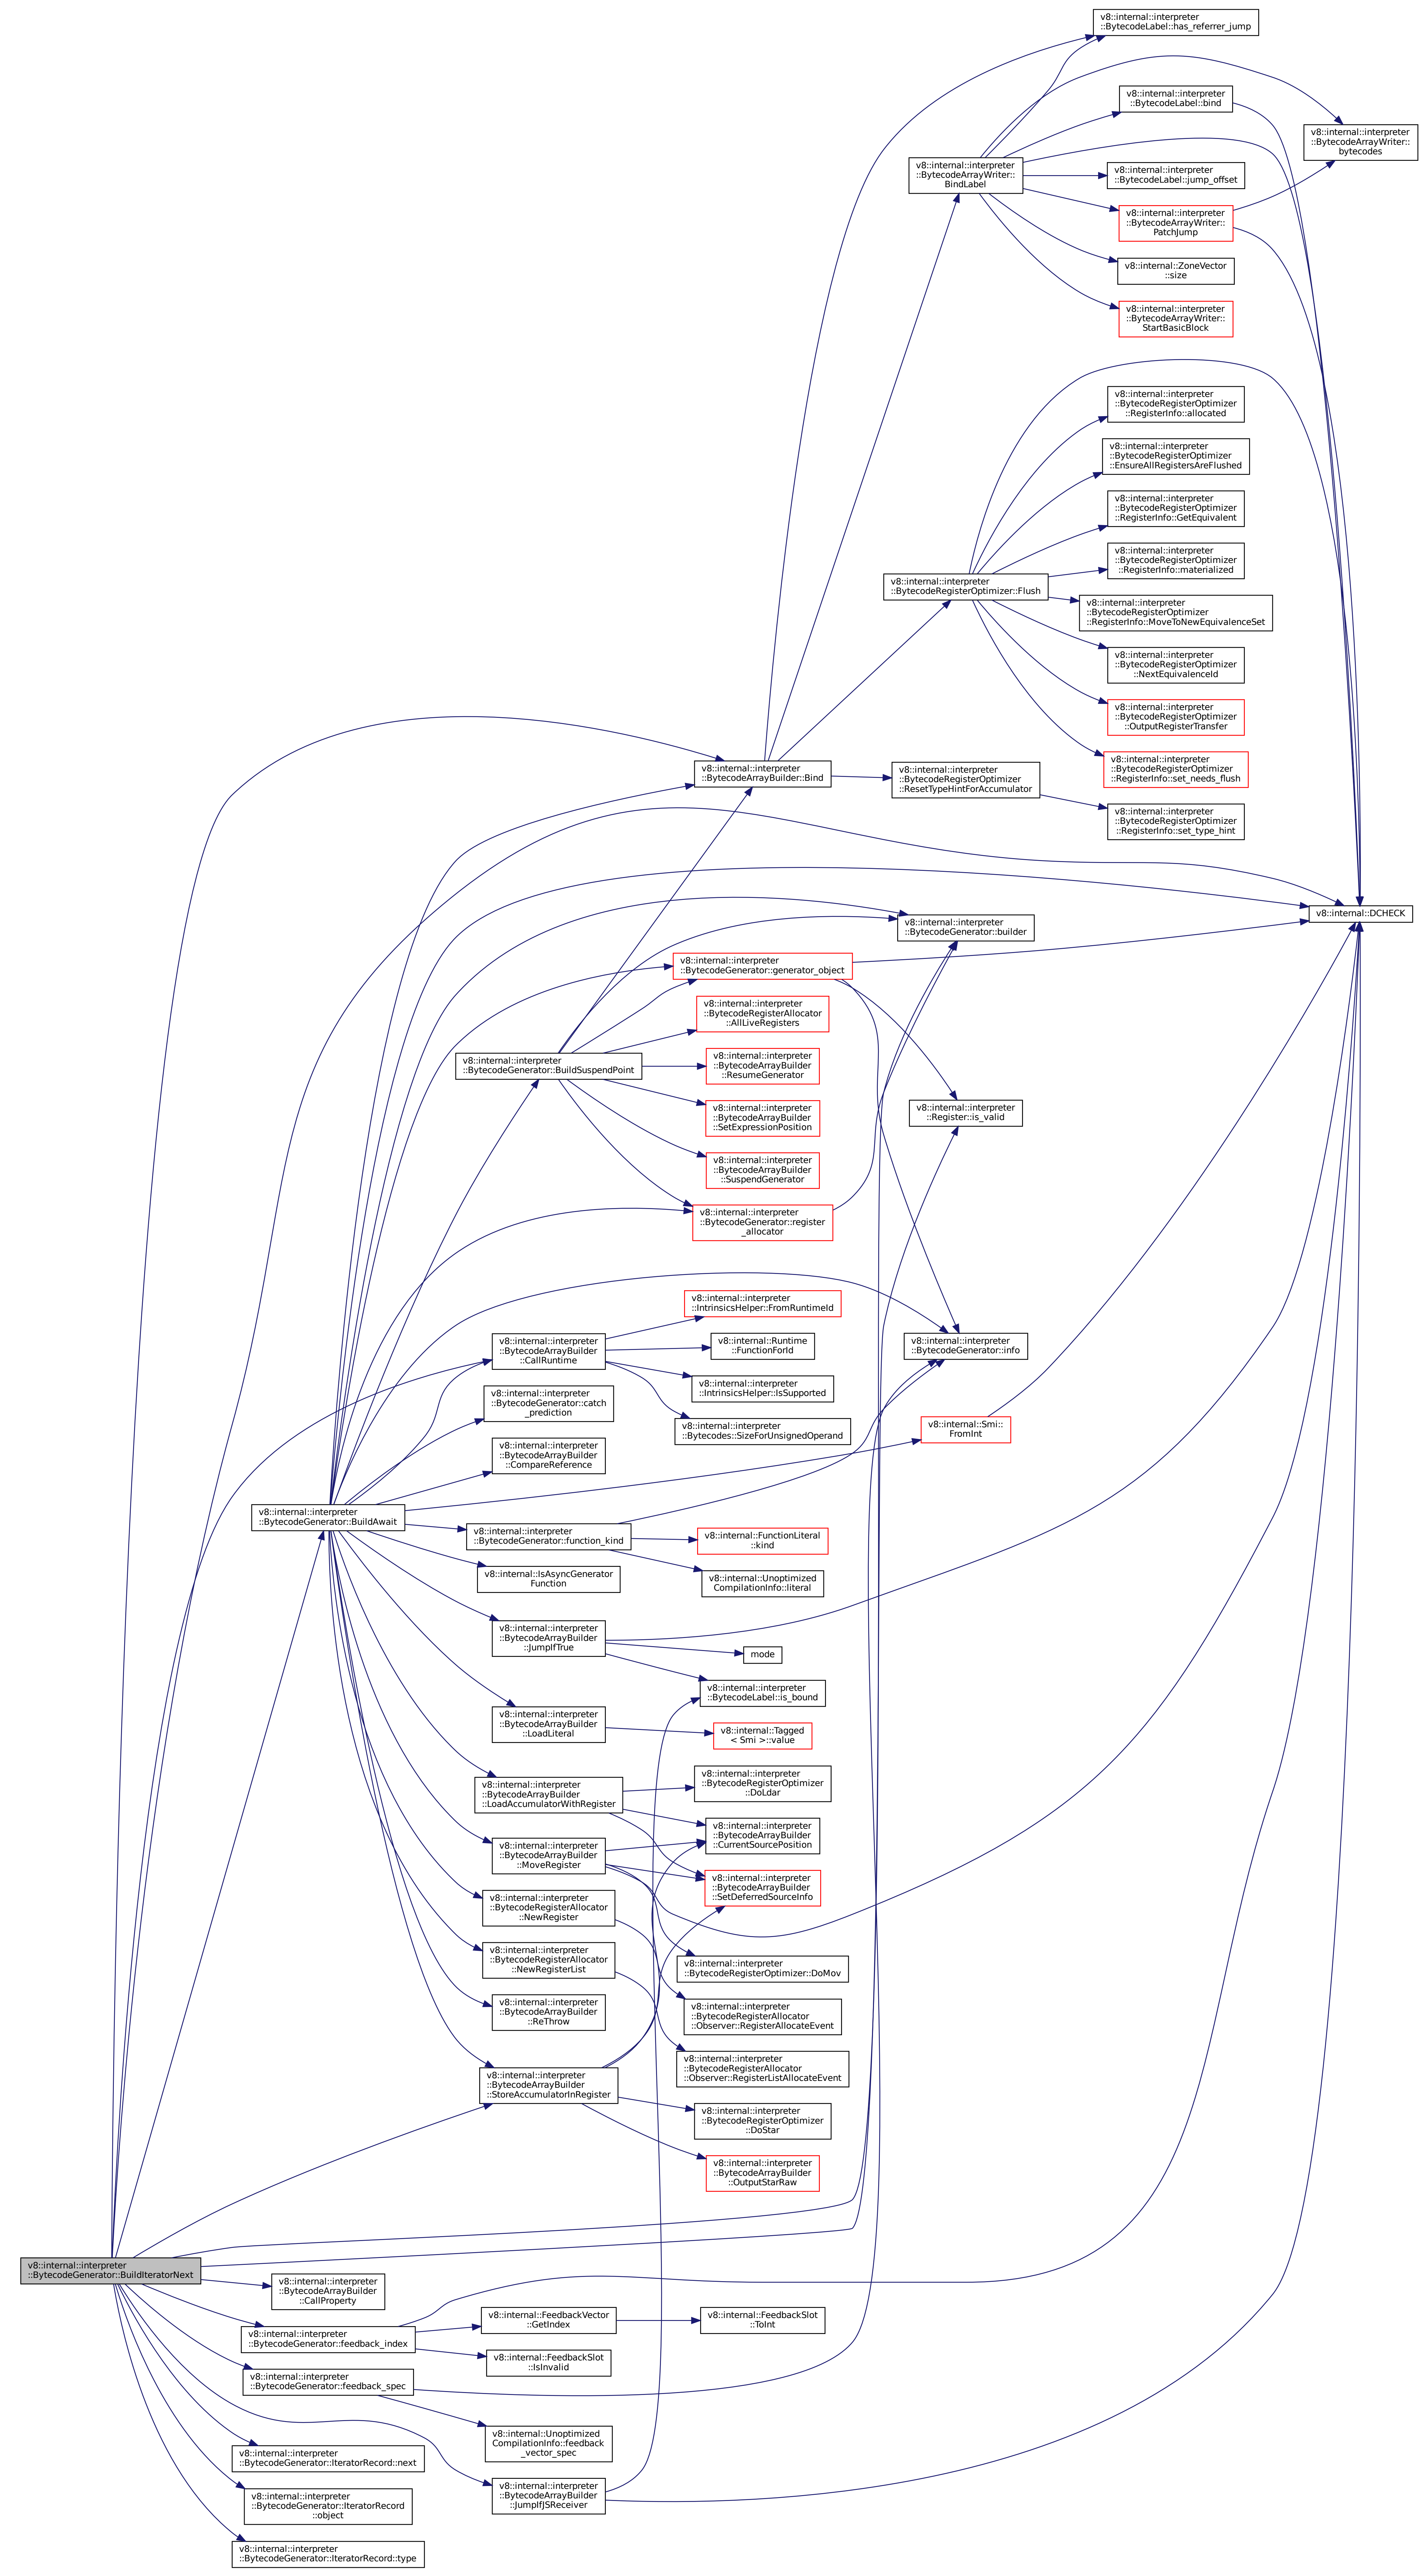 v8::internal::interpreter
::BytecodeLabel::has_referrer_jump
v8::internal::interpreter
::BytecodeLabel::bind
v8::internal::interpreter
::BytecodeArrayWriter::
bytecodes
v8::internal::interpreter
::BytecodeArrayWriter::
BindLabel
v8::internal::interpreter
::BytecodeLabel::jump_offset
v8::internal::interpreter
::BytecodeArrayWriter::
PatchJump
v8::internal::ZoneVector
::size
v8::internal::interpreter
::BytecodeArrayWriter::
StartBasicBlock
v8::internal::interpreter
::BytecodeRegisterOptimizer
::RegisterInfo::allocated
v8::internal::interpreter
::BytecodeRegisterOptimizer
::EnsureAllRegistersAreFlushed
v8::internal::interpreter
::BytecodeRegisterOptimizer
::RegisterInfo::GetEquivalent
v8::internal::interpreter
::BytecodeRegisterOptimizer
::RegisterInfo::materialized
v8::internal::interpreter
::BytecodeRegisterOptimizer::Flush
v8::internal::interpreter
::BytecodeRegisterOptimizer
::RegisterInfo::MoveToNewEquivalenceSet
v8::internal::interpreter
::BytecodeRegisterOptimizer
::NextEquivalenceId
v8::internal::interpreter
::BytecodeRegisterOptimizer
::OutputRegisterTransfer
v8::internal::interpreter
::BytecodeRegisterOptimizer
::RegisterInfo::set_needs_flush
v8::internal::interpreter
::BytecodeArrayBuilder::Bind
v8::internal::interpreter
::BytecodeRegisterOptimizer
::ResetTypeHintForAccumulator
v8::internal::interpreter
::BytecodeRegisterOptimizer
::RegisterInfo::set_type_hint
v8::internal::DCHECK
v8::internal::interpreter
::BytecodeGenerator::builder
v8::internal::interpreter
::BytecodeGenerator::generator_object
v8::internal::interpreter
::BytecodeRegisterAllocator
::AllLiveRegisters
v8::internal::interpreter
::BytecodeGenerator::BuildSuspendPoint
v8::internal::interpreter
::BytecodeArrayBuilder
::ResumeGenerator
v8::internal::interpreter
::BytecodeArrayBuilder
::SetExpressionPosition
v8::internal::interpreter
::Register::is_valid
v8::internal::interpreter
::BytecodeArrayBuilder
::SuspendGenerator
v8::internal::interpreter
::BytecodeGenerator::register
_allocator
v8::internal::interpreter
::IntrinsicsHelper::FromRuntimeId
v8::internal::interpreter
::BytecodeArrayBuilder
::CallRuntime
v8::internal::Runtime
::FunctionForId
v8::internal::interpreter
::BytecodeGenerator::info
v8::internal::interpreter
::IntrinsicsHelper::IsSupported
v8::internal::interpreter
::BytecodeGenerator::catch
_prediction
v8::internal::interpreter
::Bytecodes::SizeForUnsignedOperand
v8::internal::Smi::
FromInt
v8::internal::interpreter
::BytecodeArrayBuilder
::CompareReference
v8::internal::interpreter
::BytecodeGenerator::BuildAwait
v8::internal::interpreter
::BytecodeGenerator::function_kind
v8::internal::FunctionLiteral
::kind
v8::internal::IsAsyncGenerator
Function
v8::internal::Unoptimized
CompilationInfo::literal
v8::internal::interpreter
::BytecodeArrayBuilder
::JumpIfTrue
mode
v8::internal::interpreter
::BytecodeLabel::is_bound
v8::internal::interpreter
::BytecodeArrayBuilder
::LoadLiteral
v8::internal::Tagged
< Smi >::value
v8::internal::interpreter
::BytecodeArrayBuilder
::LoadAccumulatorWithRegister
v8::internal::interpreter
::BytecodeRegisterOptimizer
::DoLdar
v8::internal::interpreter
::BytecodeArrayBuilder
::CurrentSourcePosition
v8::internal::interpreter
::BytecodeArrayBuilder
::MoveRegister
v8::internal::interpreter
::BytecodeArrayBuilder
::SetDeferredSourceInfo
v8::internal::interpreter
::BytecodeRegisterAllocator
::NewRegister
v8::internal::interpreter
::BytecodeRegisterAllocator
::NewRegisterList
v8::internal::interpreter
::BytecodeRegisterOptimizer::DoMov
v8::internal::interpreter
::BytecodeArrayBuilder
::ReThrow
v8::internal::interpreter
::BytecodeRegisterAllocator
::Observer::RegisterAllocateEvent
v8::internal::interpreter
::BytecodeRegisterAllocator
::Observer::RegisterListAllocateEvent
v8::internal::interpreter
::BytecodeArrayBuilder
::StoreAccumulatorInRegister
v8::internal::interpreter
::BytecodeRegisterOptimizer
::DoStar
v8::internal::interpreter
::BytecodeArrayBuilder
::OutputStarRaw
v8::internal::interpreter
::BytecodeGenerator::BuildIteratorNext
v8::internal::interpreter
::BytecodeArrayBuilder
::CallProperty
v8::internal::interpreter
::BytecodeGenerator::feedback_index
v8::internal::FeedbackVector
::GetIndex
v8::internal::FeedbackSlot
::ToInt
v8::internal::FeedbackSlot
::IsInvalid
v8::internal::interpreter
::BytecodeGenerator::feedback_spec
v8::internal::Unoptimized
CompilationInfo::feedback
_vector_spec
v8::internal::interpreter
::BytecodeGenerator::IteratorRecord::next
v8::internal::interpreter
::BytecodeGenerator::IteratorRecord
::object
v8::internal::interpreter
::BytecodeArrayBuilder
::JumpIfJSReceiver
v8::internal::interpreter
::BytecodeGenerator::IteratorRecord::type